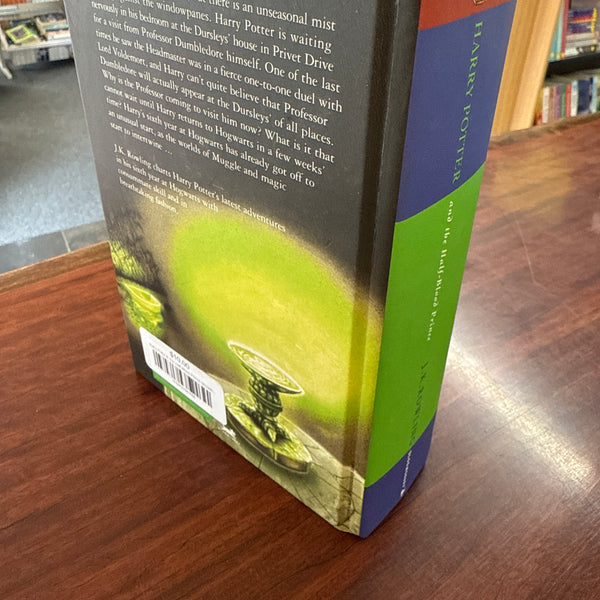 there is an unseasonal mist
against the windowpanes. Harry Potter is waiting
nervously in his bedroom at the Dursleys' house in Privet Drive
for a visit from Professor Dumbledore himself. One of the last
times he saw the Headmaster was in a fierce one-to-one duel with
Lord Voldemort, and Harry can't quite believe that Professor
Dumbledore will actually appear at the Dursleys' of all places.
Why is the Professor coming to visit him now? What is it that
cannot wait until Harry returns to Hogwarts in a few weeks'
time? Harry's sixth year at Hogwarts has already got off to
an unusual start, as the worlds of Muggle and magic
start to intertwine ...
J.K. Rowling charts Harry Potter's latest adventures
in his sixth year at Hogwarts with
consummate skill and in
breathtaking fashion.
$10.00
HARRY POTTER
and the Half-Blood Prince
J.K. ROWLING
BLOOMSBURY